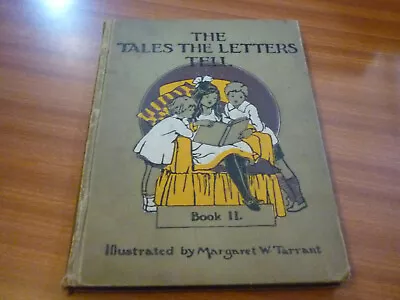 THE
TALES THE LETTERS
TELL
Book II.
Illustrated by Margaret W Tarrant